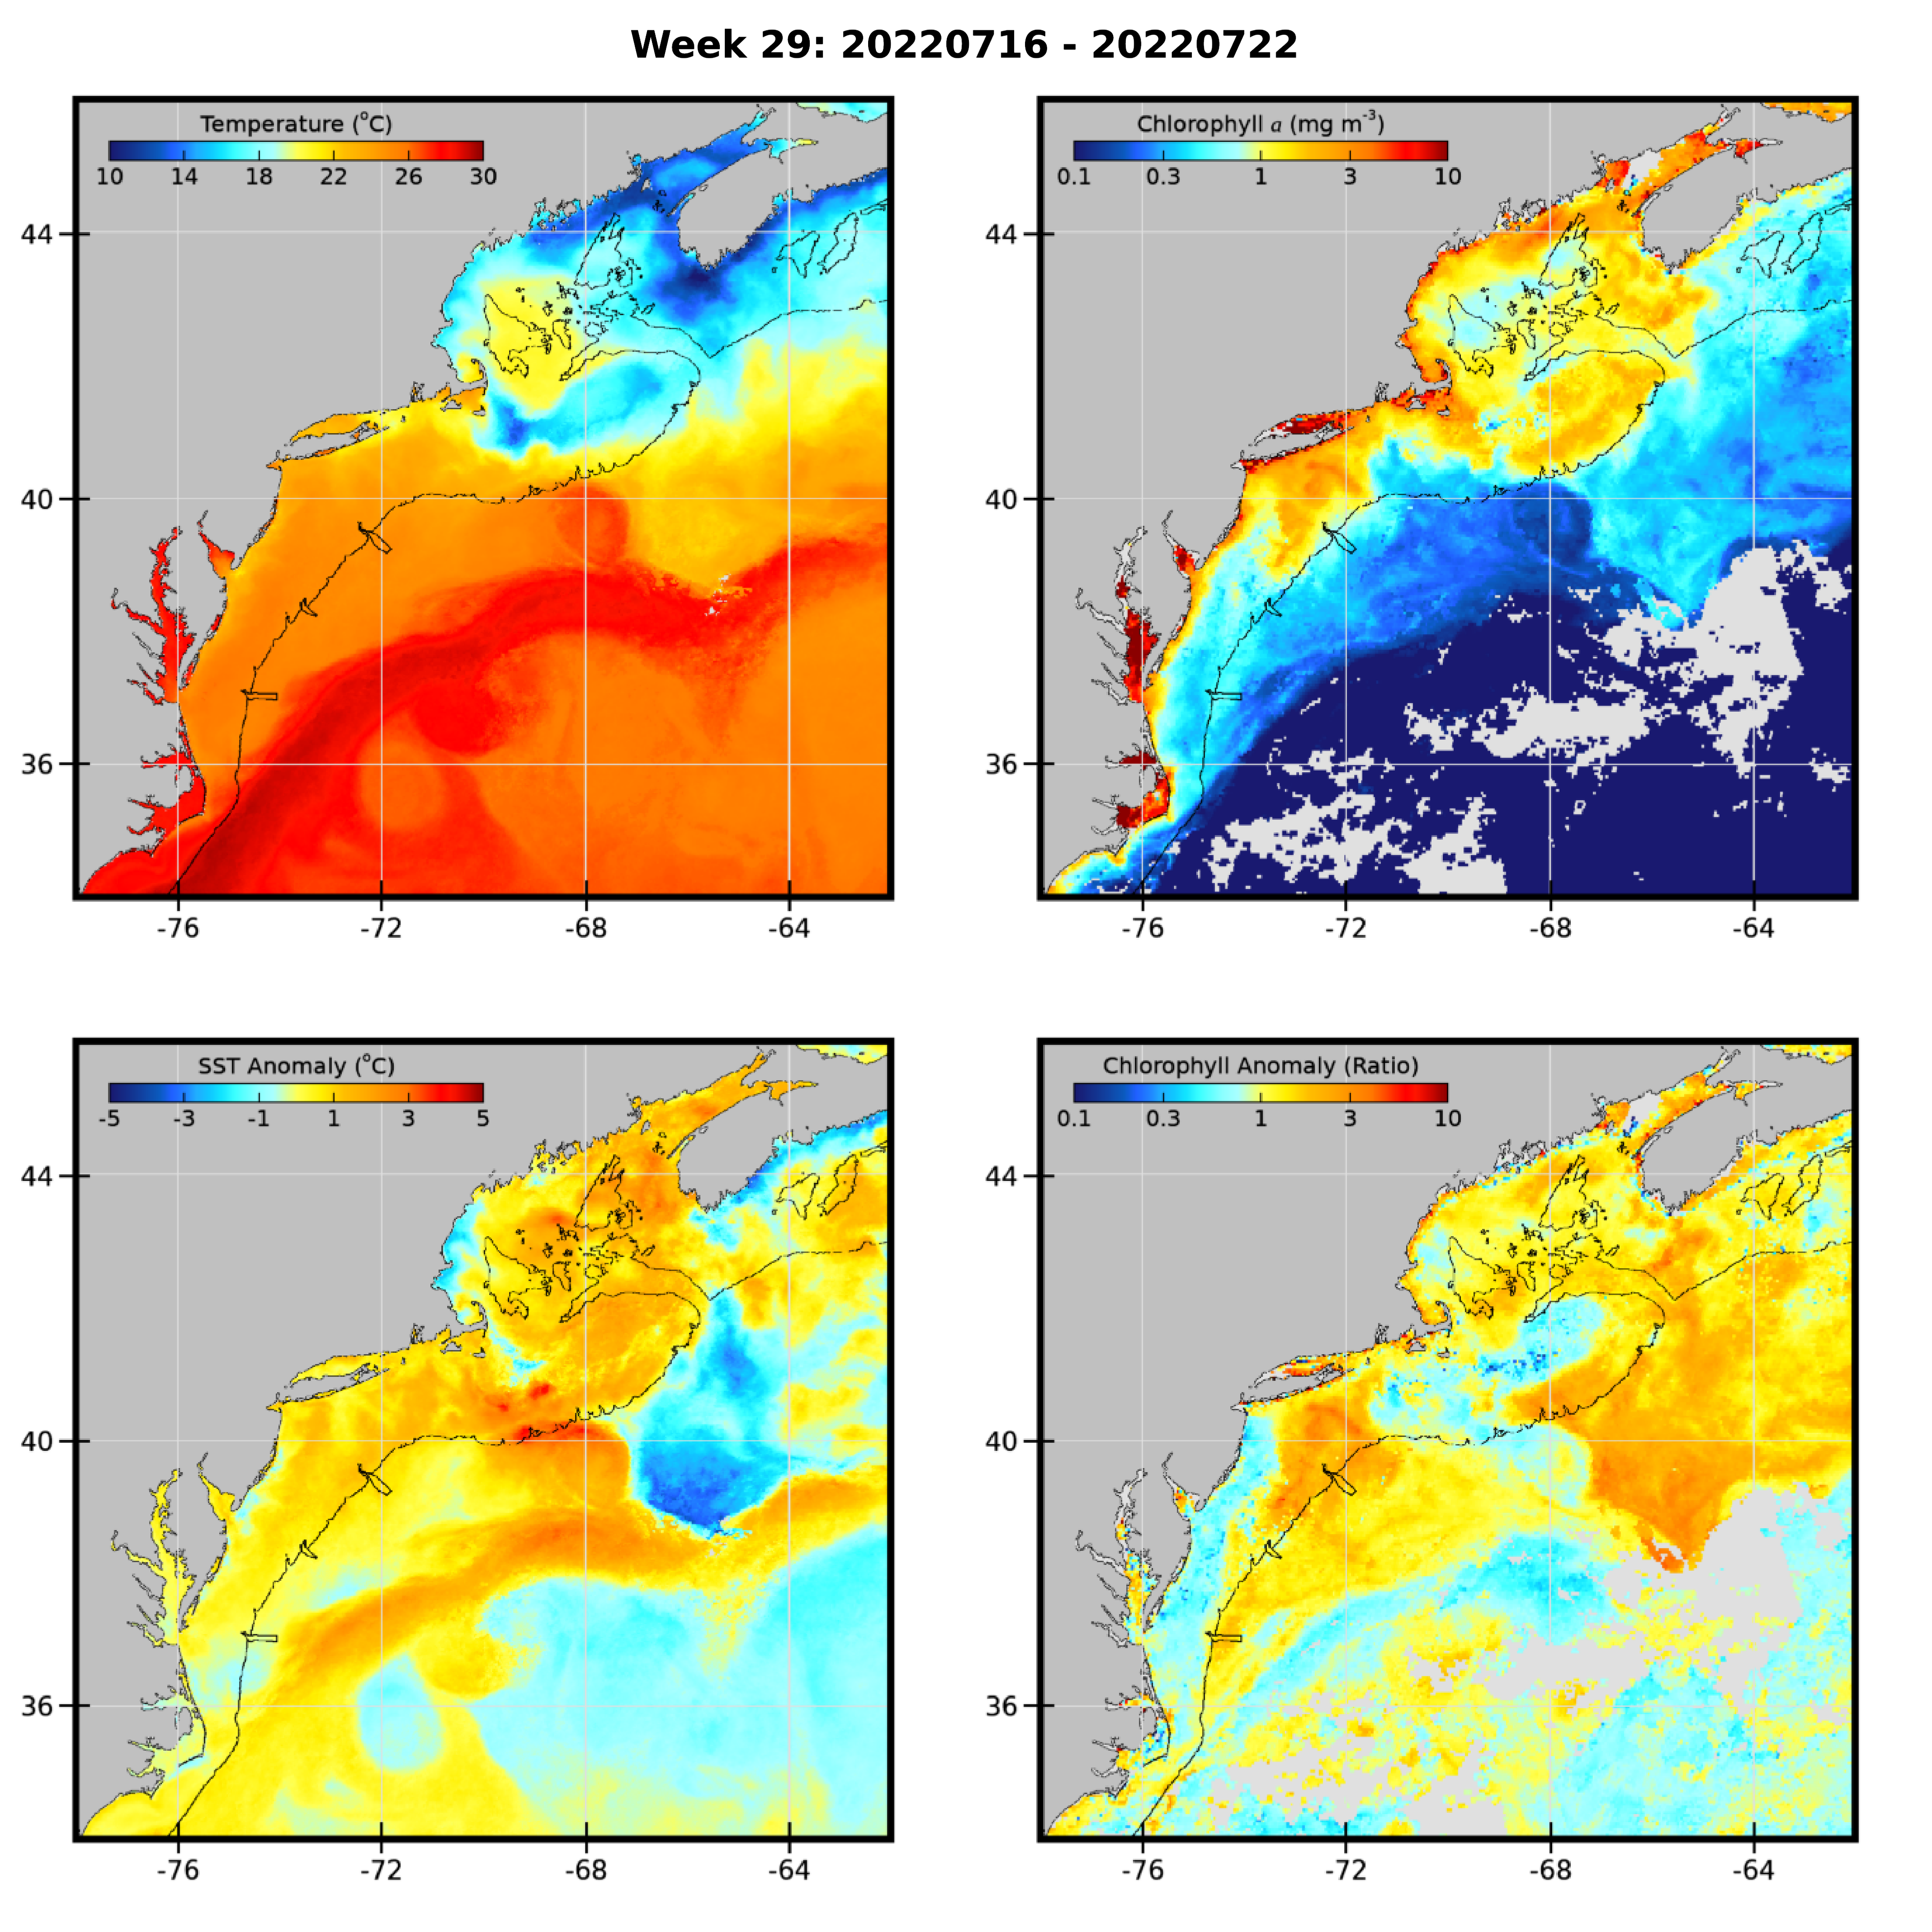 Week 29: 20220716 - 20220722
Temperature (°C)
10 14 18 22 26 30
44
40
36
-76 -72 -68 -64
Chlorophyll a (mg m⁻³)
0.1 0.3 1 3 10
44
40
36
-76 -72 -68 -64
SST Anomaly (°C)
-5 -3 -1 1 3 5
44
40
36
-76 -72 -68 -64
Chlorophyll Anomaly (Ratio)
0.1 0.3 1 3 10
44
40
36
-76 -72 -68 -64